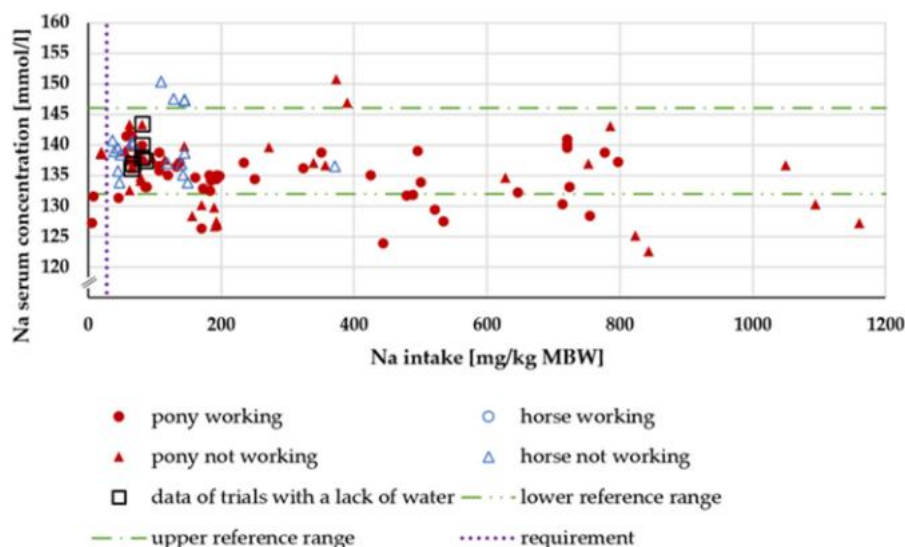 160
155
150
145
140
135
130
125
120
Na serum concentration [mmol/l]
0 200 400 600 800 1000 1200
Na intake [mg/kg MBW]
pony working horse working
pony not working horse not working
data of trials with a lack of water lower reference range
upper reference range requirement